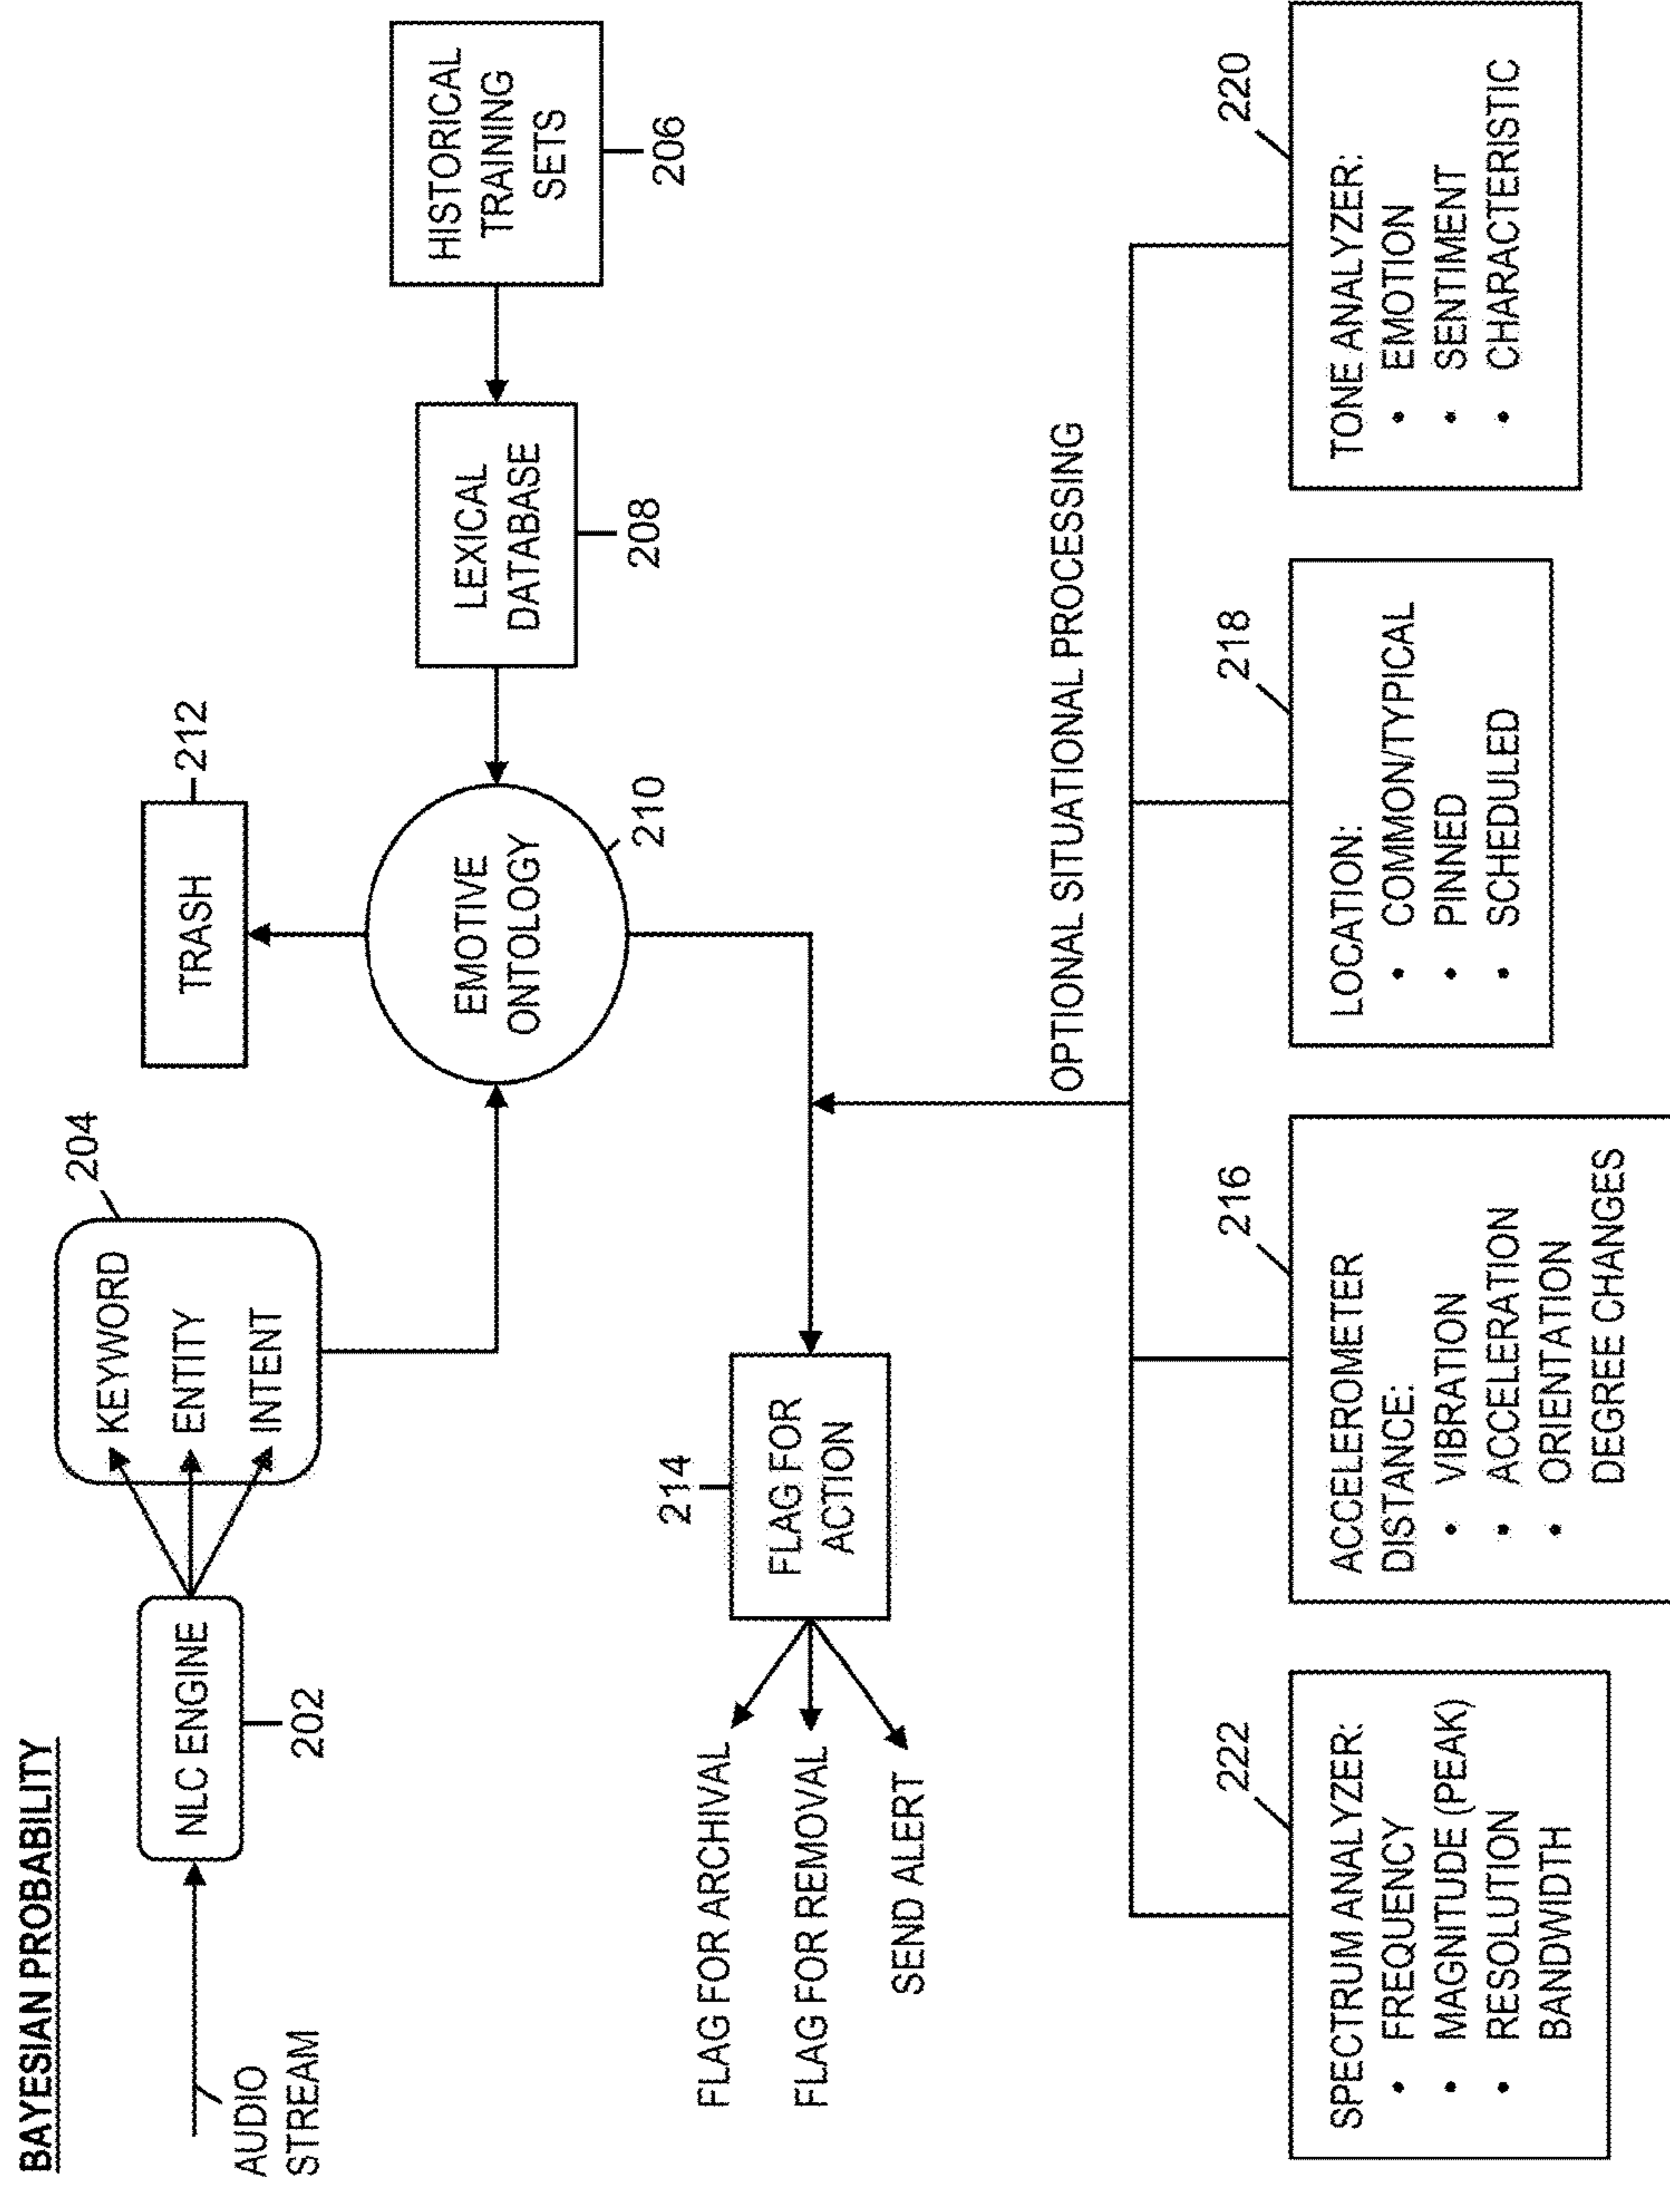 BAYESIAN PROBABILITY
AUDIO
STREAM
NLC ENGINE
202
204
KEYWORD
ENTITY
INTENT
TRASH
212
EMOTIVE
ONTOLOGY
210
LEXICAL
DATABASE
208
HISTORICAL
TRAINING
SETS
206
214
FLAG FOR
ACTION
FLAG FOR ARCHIVAL
FLAG FOR REMOVAL
SEND ALERT
OPTIONAL SITUATIONAL PROCESSING
222
SPECTRUM ANALYZER:
• FREQUENCY
• MAGNITUDE (PEAK)
• RESOLUTION
BANDWIDTH
216
ACCELEROMETER
DISTANCE:
• VIBRATION
• ACCELERATION
• ORIENTATION
DEGREE CHANGES
218
LOCATION:
• COMMON/TYPICAL
• PINNED
• SCHEDULED
220
TONE ANALYZER:
• EMOTION
• SENTIMENT
• CHARACTERISTIC